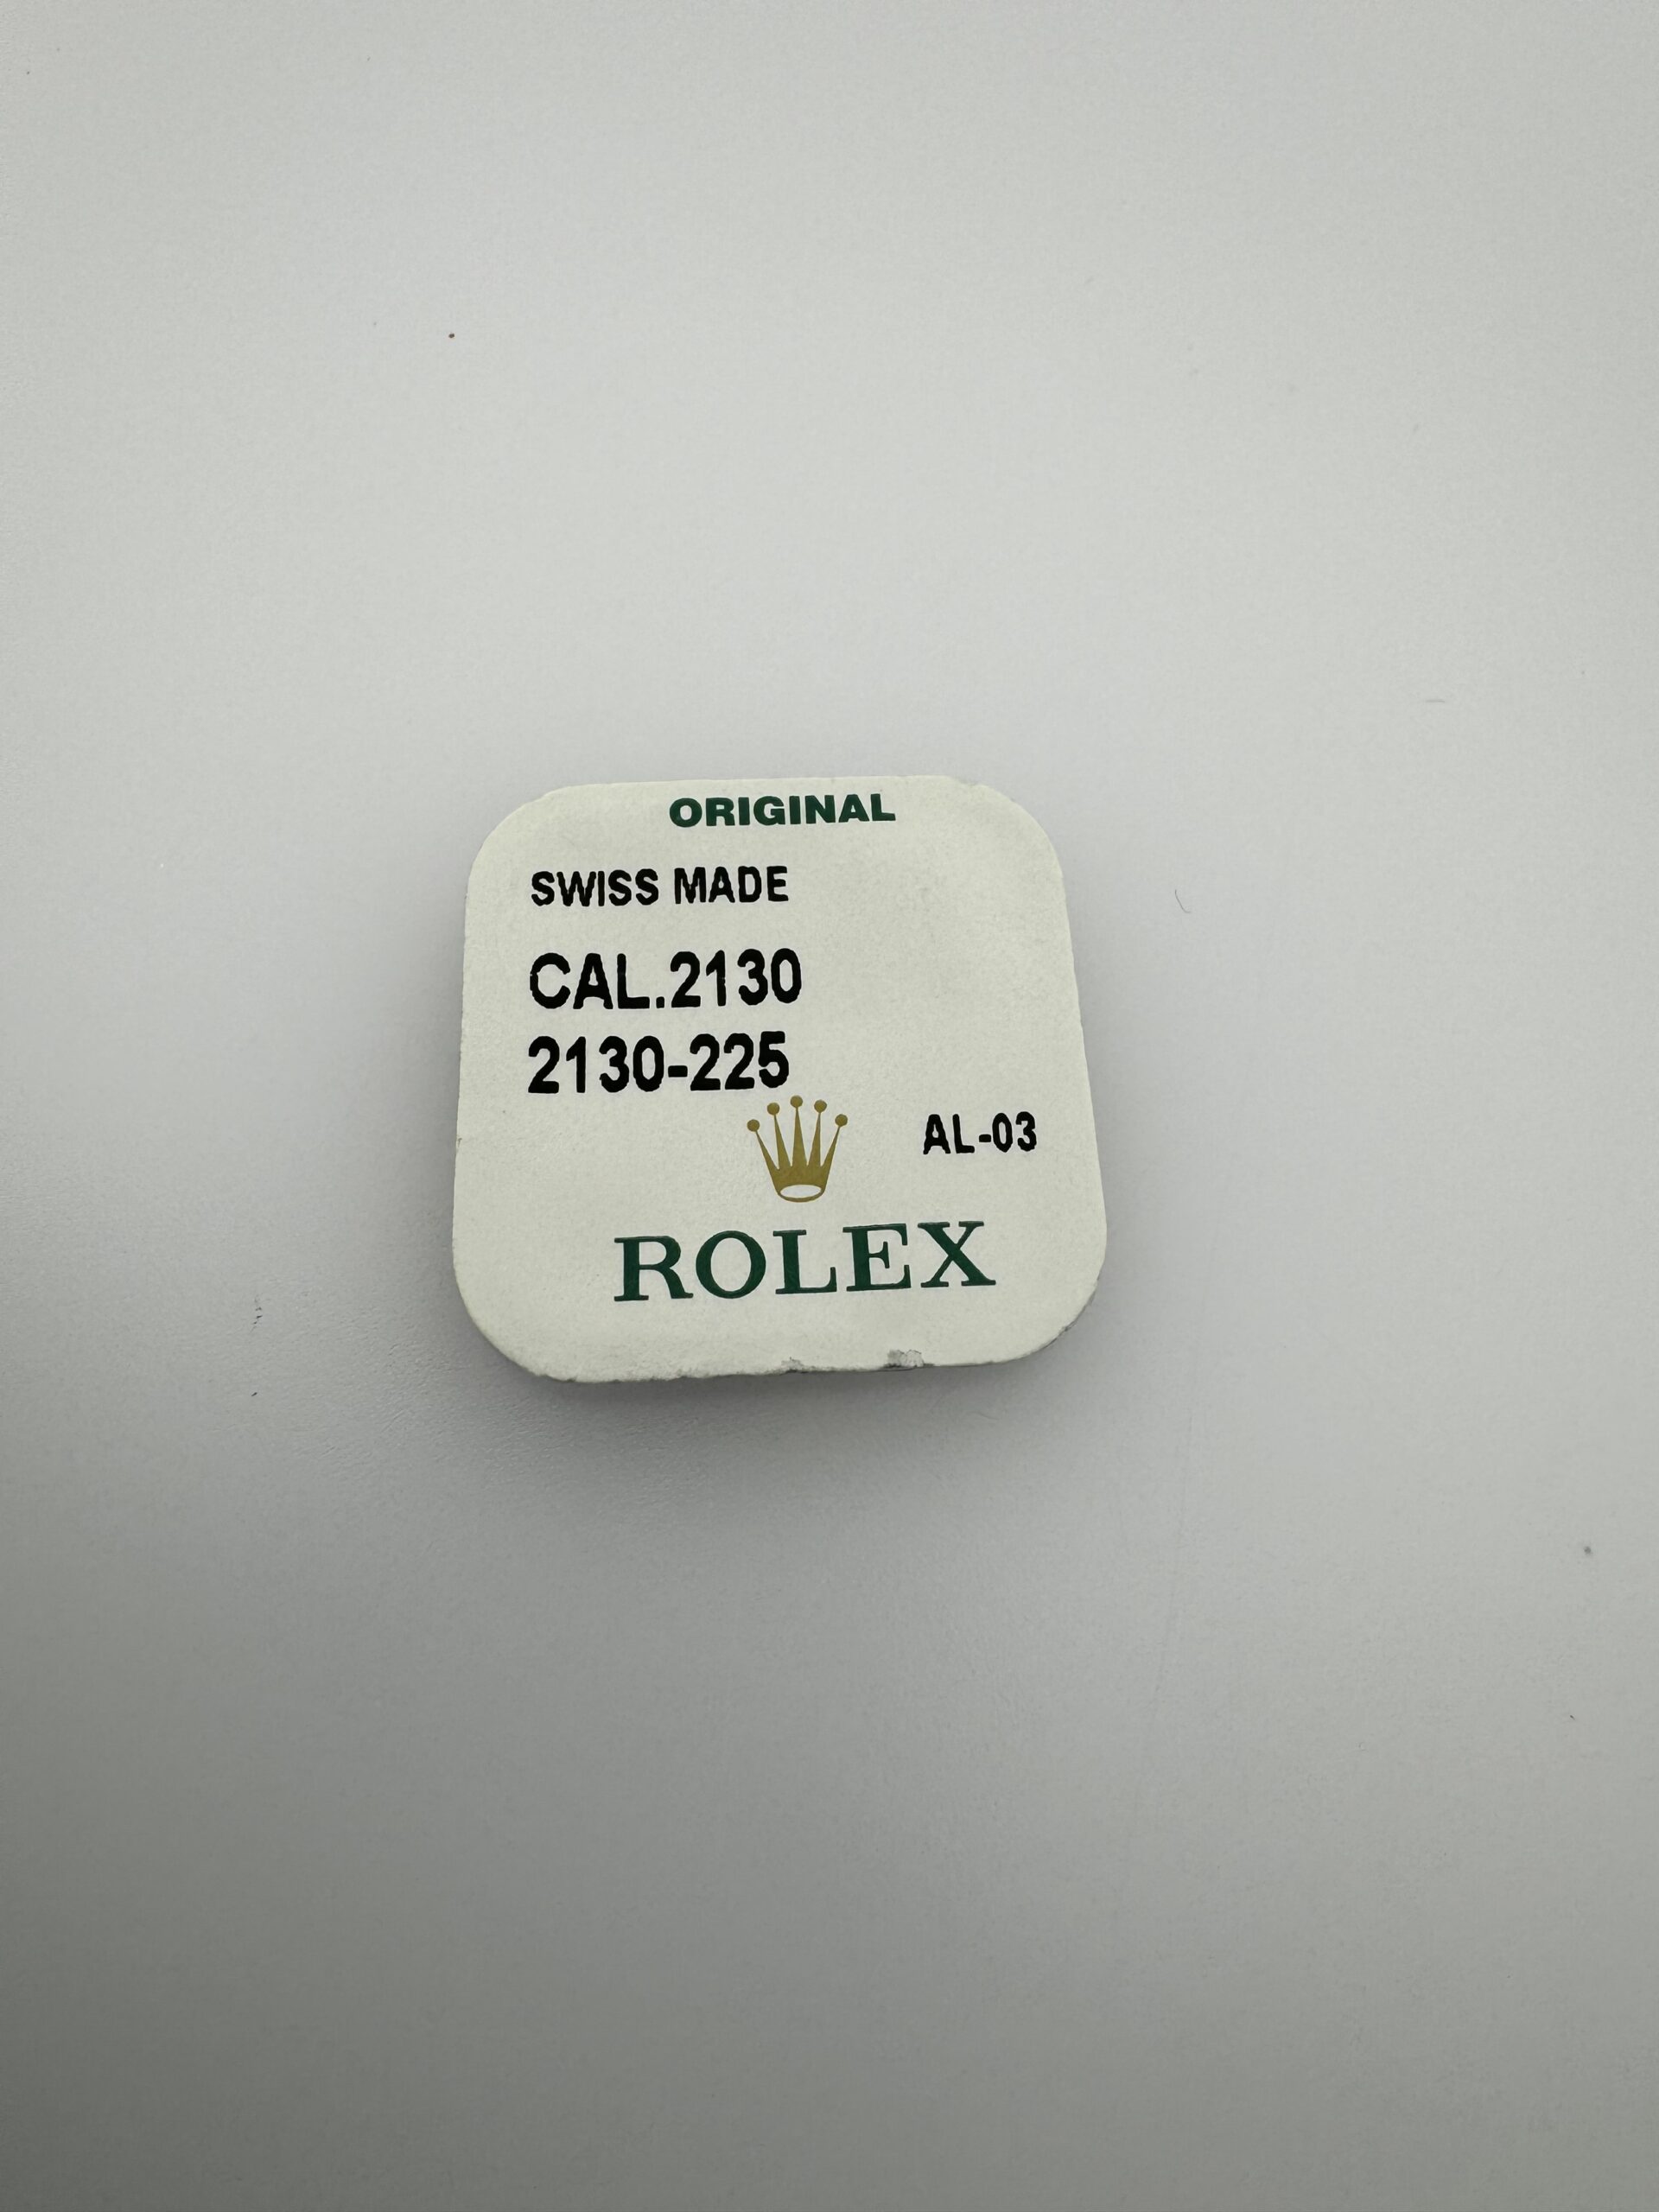 ORIGINAL
SWISS MADE
CAL.2130
2130-225
AL-03
ROLEX